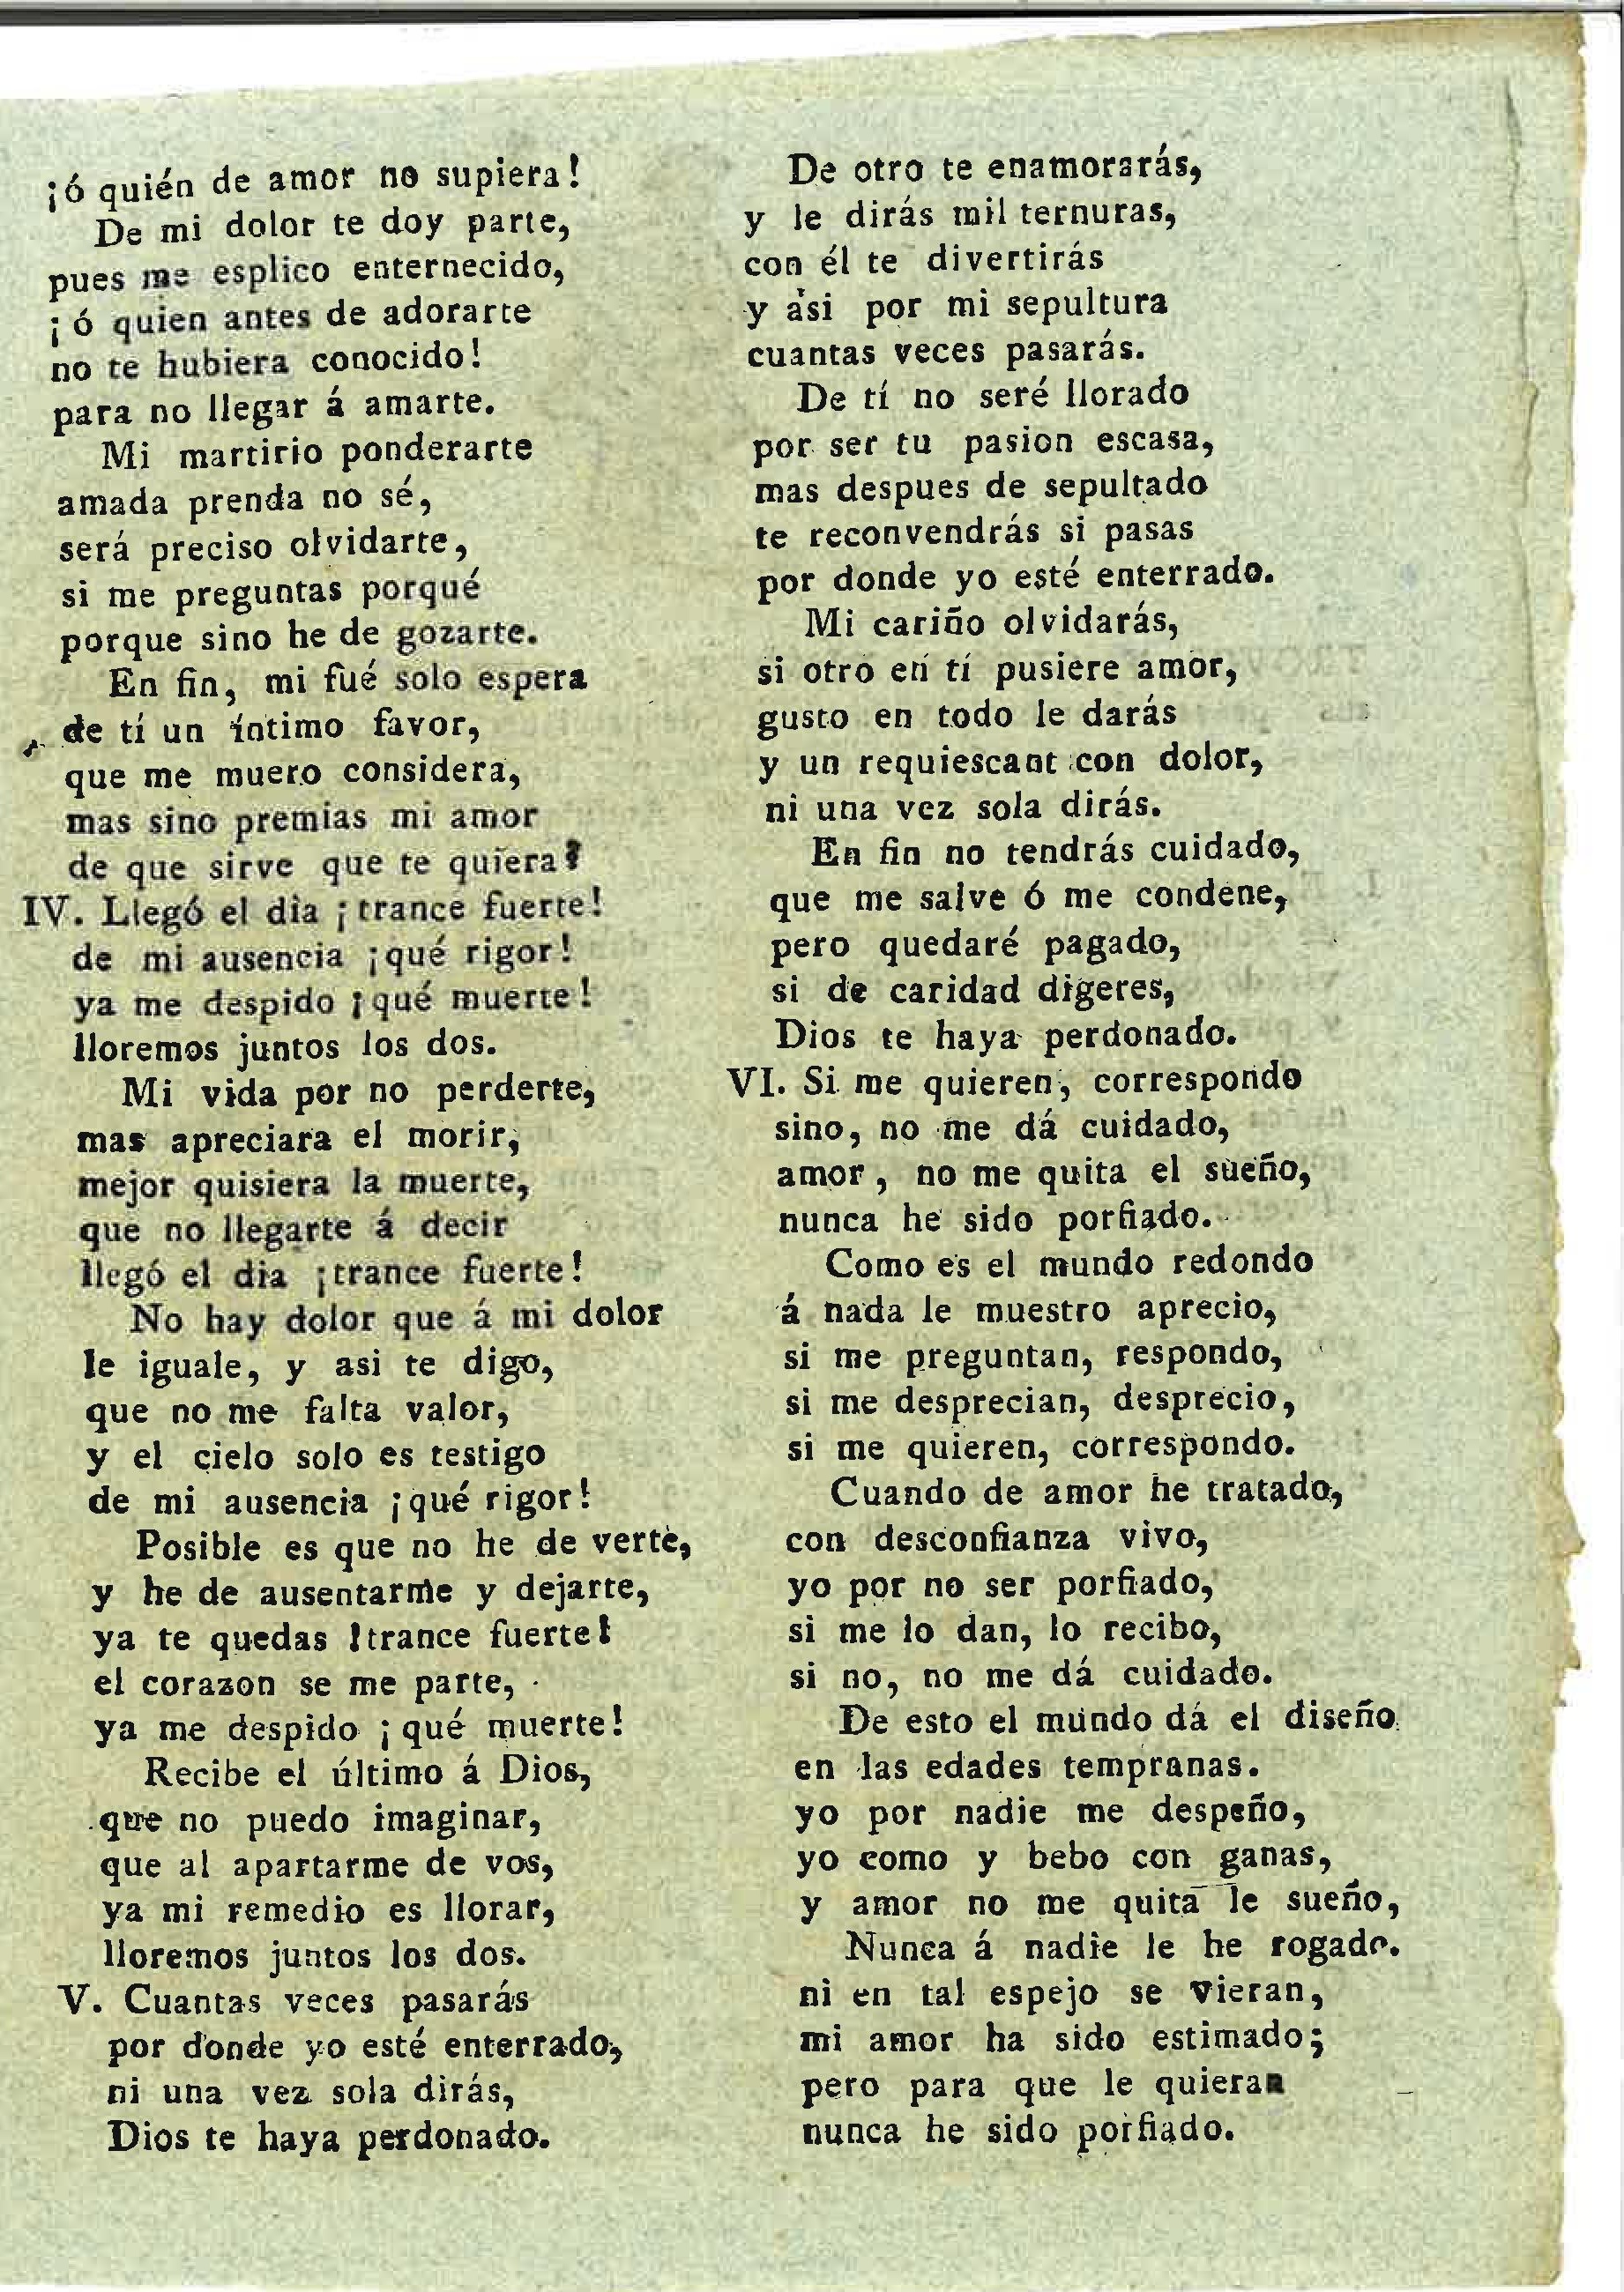 ¡ó quién de amor no supiera!
De mi dolor te doy parte,
pues me esplico enternecido,
¡ó quien antes de adorarte
no te hubiera conocido!
para no llegar á amarte.
Mi martirio ponderarte
amada prenda no sé,
será preciso olvidarte,
si me preguntas porqué
porque sino he de gozarte.
En fin, mi fué solo espera
de tí un íntimo favor,
que me muero considera,
mas sino premias mi amor
de que sirve que te quiera?
IV. Llegó el dia ¡trance fuerte!
de mi ausencia ¡qué rigor!
ya me despido ¡qué muerte!
lloremos juntos los dos.
Mi vida por no perderte,
mas apreciara el morir,
mejor quisiera la muerte,
que no llegarte á decir
llegó el dia ¡trance fuerte!
No hay dolor que á mi dolor
le iguale, y asi te digo,
que no me falta valor,
y el cielo solo es testigo
de mi ausencia ¡qué rigor!
Posible es que no he de verte,
y he de ausentarme y dejarte,
ya te quedas !trance fuerte!
el corazon se me parte,
ya me despido ¡qué muerte!
Recibe el último á Dios,
que no puedo imaginar,
que al apartarme de vos,
ya mi remedio es llorar,
lloremos juntos los dos.
V. Cuantas veces pasarás
por donde yo esté enterrado,
ni una vez sola dirás,
Dios te haya perdonado.
De otro te enamorarás,
y le dirás mil ternuras,
con él te divertirás
y asi por mi sepultura
cuantas veces pasarás.
De tí no seré llorado
por ser tu pasion escasa,
mas despues de sepultado
te reconvendrás si pasas
por donde yo esté enterrado.
Mi cariño olvidarás,
si otro en tí pusiere amor,
gusto en todo le darás
y un requiescant con dolor,
ni una vez sola dirás.
En fin no tendrás cuidado,
que me salve ó me condene,
pero quedaré pagado,
si de caridad digeres,
Dios te haya perdonado.
VI. Si me quieren, correspondo
sino, no me dá cuidado,
amor, no me quita el sueño,
nunca he sido porfiado.
Como es el mundo redondo
á nada le muestro aprecio,
si me preguntan, respondo,
si me desprecian, desprecio,
si me quieren, correspondo.
Cuando de amor he tratado,
con desconfianza vivo,
yo por no ser porfiado,
si me lo dan, lo recibo,
si no, no me dá cuidado.
De esto el mundo dá el diseño
en las edades tempranas.
yo por nadie me despeño,
yo como y bebo con ganas,
y amor no me quita le sueño,
Nunca á nadie le he rogado.
ni en tal espejo se vieran,
mi amor ha sido estimado;
pero para que le quieran
nunca he sido porfiado.